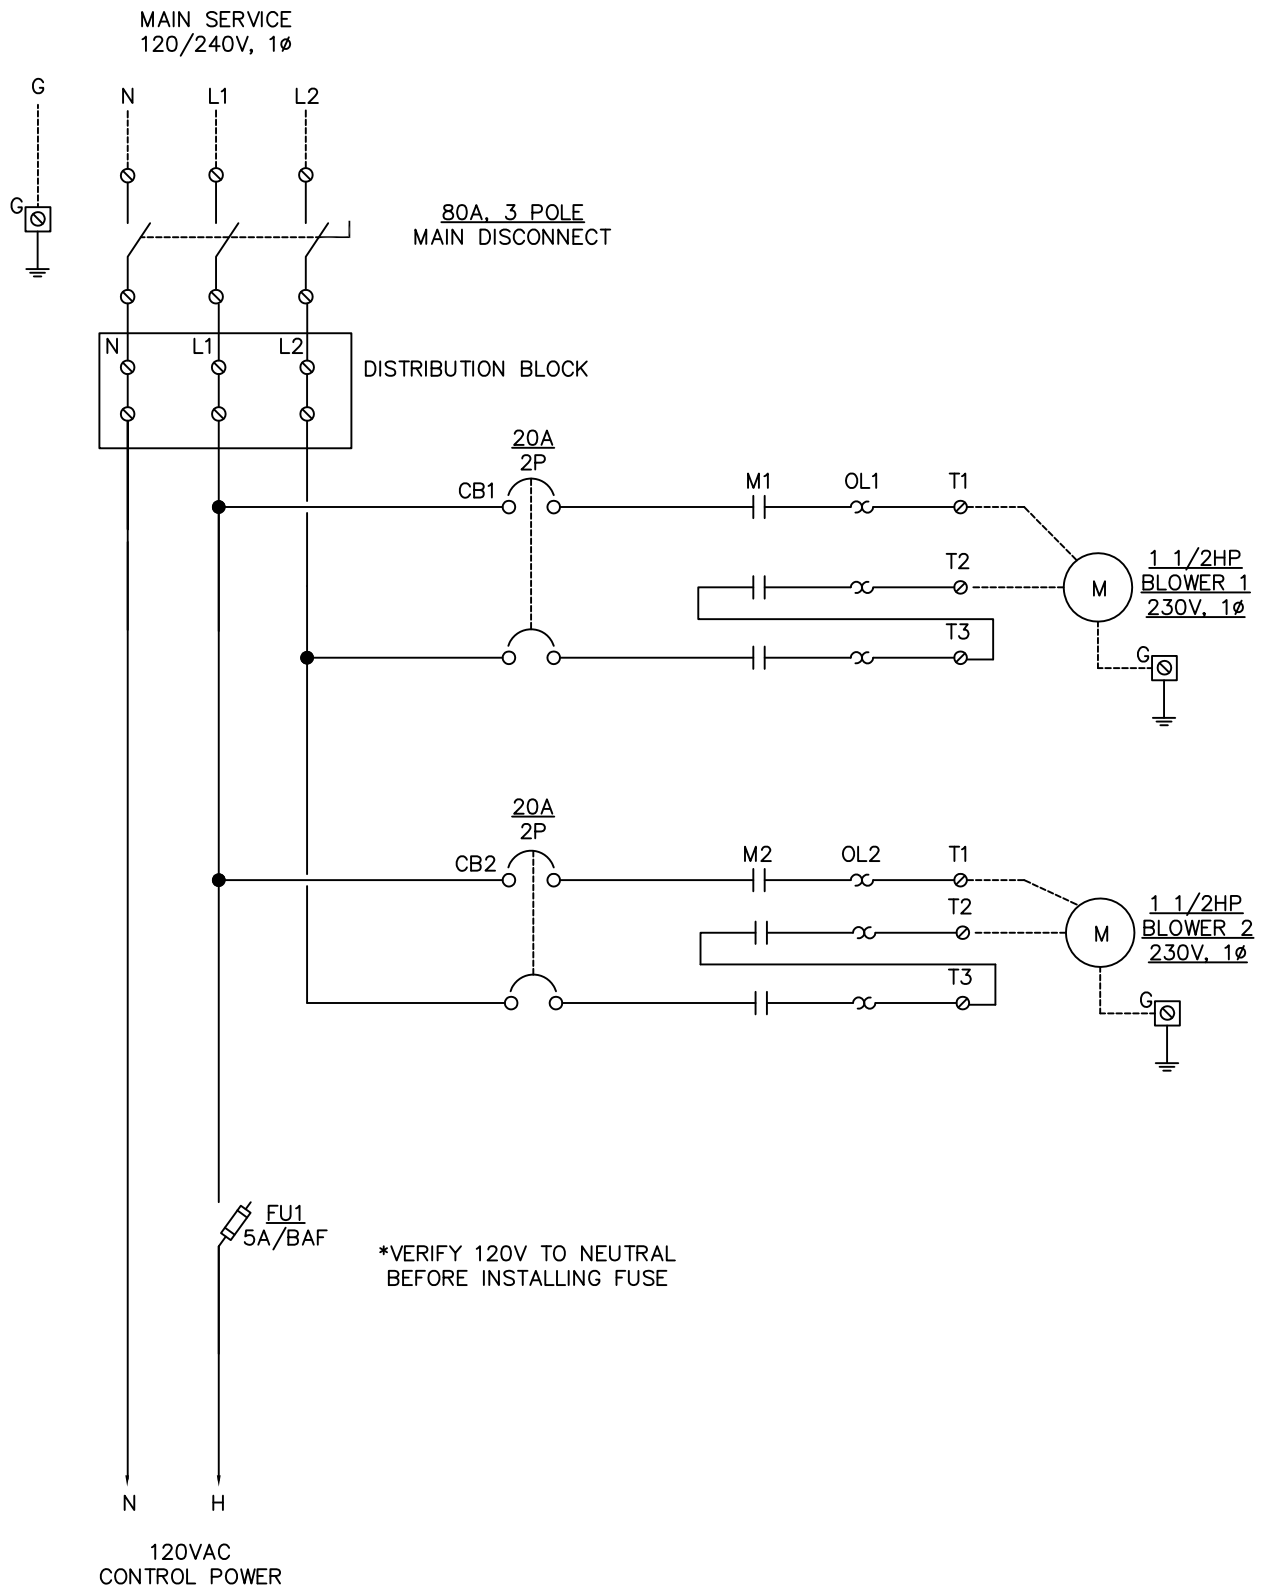 MAIN SERVICE
120/240V, 1ø
G
N L1 L2
G
80A, 3 POLE
MAIN DISCONNECT
N L1 L2
DISTRIBUTION BLOCK
20A
2P
CB1 M1 OL1 T1
T2
T3
M
1 1/2HP
BLOWER 1
230V, 1ø
G
20A
2P
CB2 M2 OL2 T1
T2
T3
M
1 1/2HP
BLOWER 2
230V, 1ø
G
FU1
5A/BAF
*VERIFY 120V TO NEUTRAL
BEFORE INSTALLING FUSE
N H
120VAC
CONTROL POWER